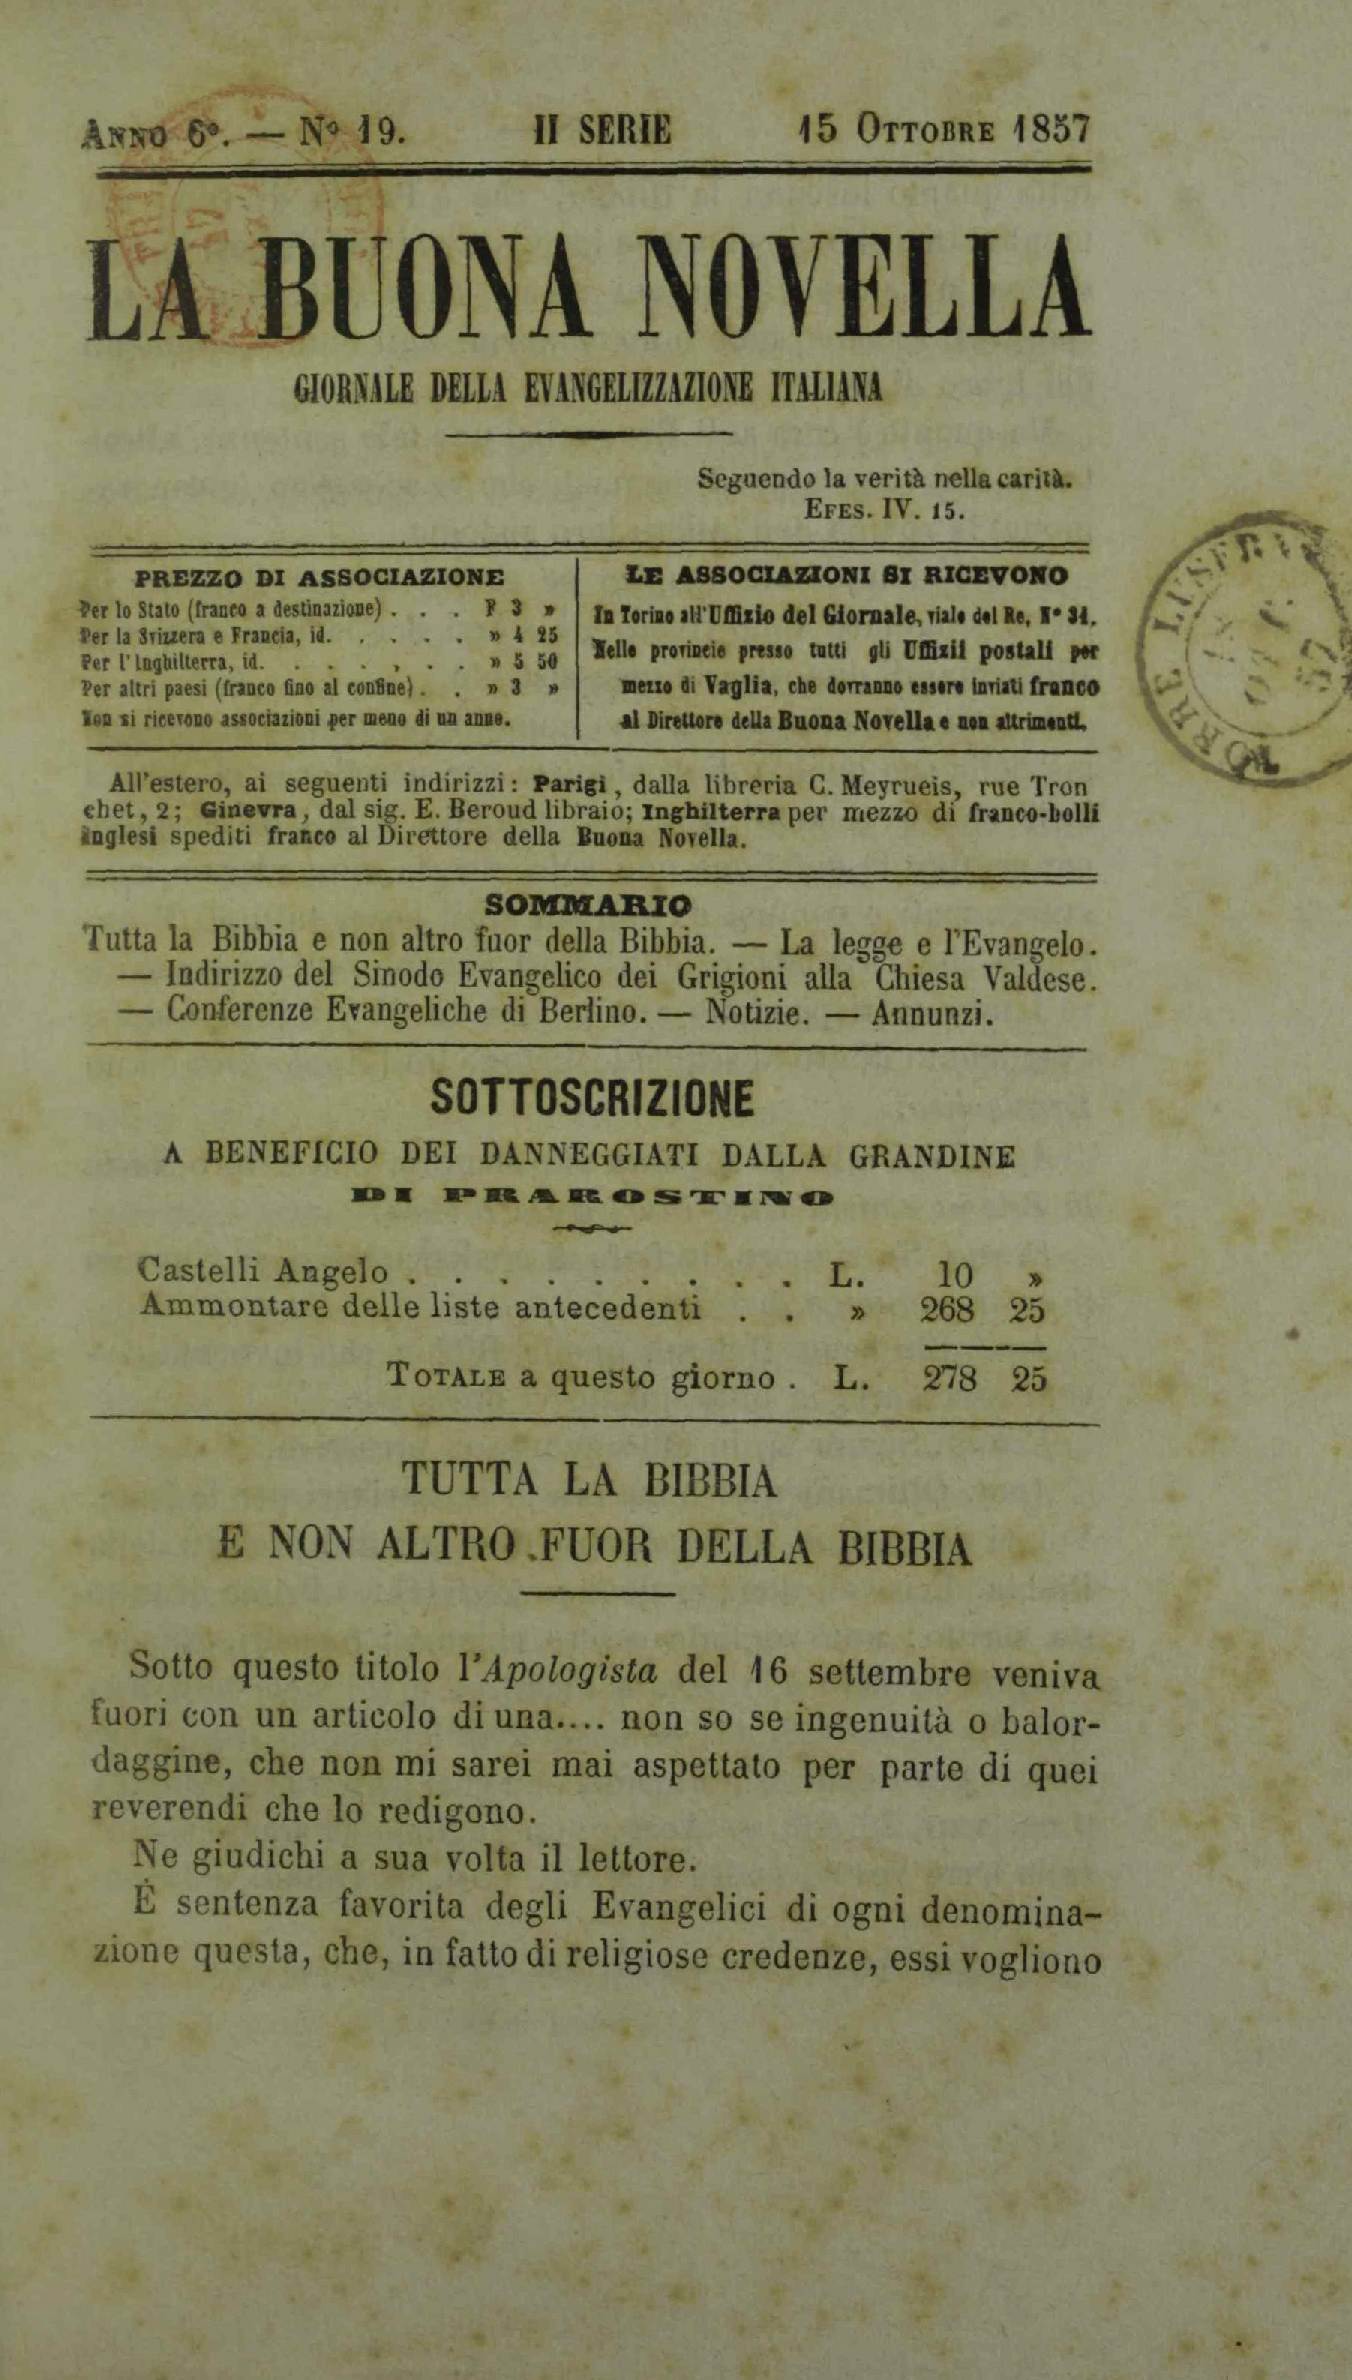 ANNO 6º. — Nº 19. II SERIE 15 OTTOBRE 1857
LA BUONA NOVELLA
GIORNALE DELLA EVANGELIZZAZIONE ITALIANA
Seguendo la verità nella carità.
EFES. IV. 15.
PREZZO DI ASSOCIAZIONE
Per lo Stato (franco a destinazione) . . . F 3 »
Per la Svizzera e Francia, id. . . . . . » 4 25
Per l'Inghilterra, id. . . . . . . . » 5 50
Per altri paesi (franco fino al confine) . . » 3 »
Non si ricevono associazioni per meno di un anno.
LE ASSOCIAZIONI SI RICEVONO
In Torino all'Uffizio del Giornale, viale del Re, Nº 31.
Nelle provincie presso tutti gli Uffizii postali per
mezzo di Vaglia, che dovranno essere inviati franco
al Direttore della Buona Novella e non altrimenti.
All'estero, ai seguenti indirizzi: Parigi, dalla libreria C. Meyrueis, rue Tron
chet, 2; Ginevra, dal sig. E. Beroud libraio; Inghilterra per mezzo di franco-bolli
inglesi spediti franco al Direttore della Buona Novella.
TORRE LUSERNA
SOMMARIO
Tutta la Bibbia e non altro fuor della Bibbia. — La legge e l'Evangelo.
— Indirizzo del Sinodo Evangelico dei Grigioni alla Chiesa Valdese.
— Conferenze Evangeliche di Berlino. — Notizie. — Annunzi.
SOTTOSCRIZIONE
A BENEFICIO DEI DANNEGGIATI DALLA GRANDINE
DI PRAROSTINO
Castelli Angelo . . . . . . . . . L. 10 »
Ammontare delle liste antecedenti . . » 268 25
TOTALE a questo giorno . L. 278 25
TUTTA LA BIBBIA
E NON ALTRO FUOR DELLA BIBBIA
Sotto questo titolo l'Apologista del 16 settembre veniva
fuori con un articolo di una.... non so se ingenuità o balor-
daggine, che non mi sarei mai aspettato per parte di quei
reverendi che lo redigono.
Ne giudichi a sua volta il lettore.
È sentenza favorita degli Evangelici di ogni denomina-
zione questa, che, in fatto di religiose credenze, essi vogliono